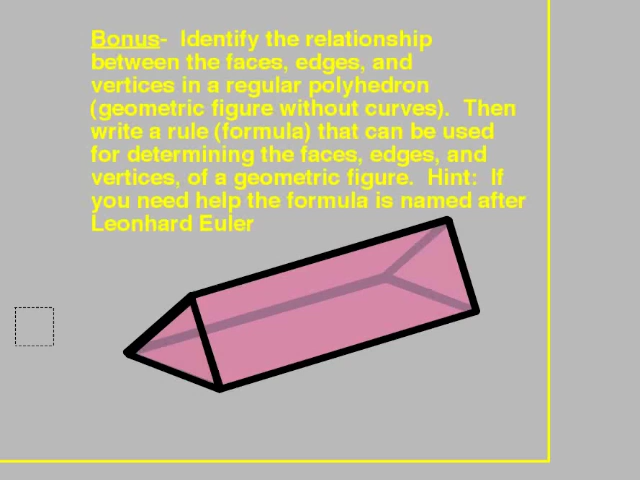 Bonus-  Identify the relationship
between the faces, edges, and
vertices in a regular polyhedron
(geometric figure without curves).  Then
write a rule (formula) that can be used
for determining the faces, edges, and
vertices, of a geometric figure.  Hint:  If
you need help the formula is named after
Leonhard Euler